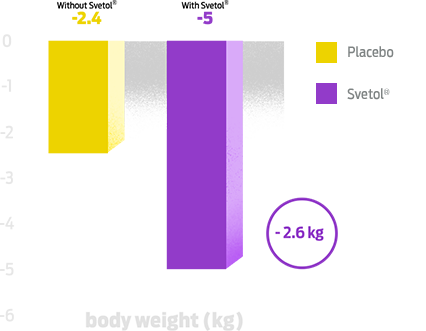 Without Svetol®
-2.4
With Svetol®
-5
0
-1
-2
-3
-4
-5
-6
Placebo
Svetol®
- 2.6 kg
body weight (kg)